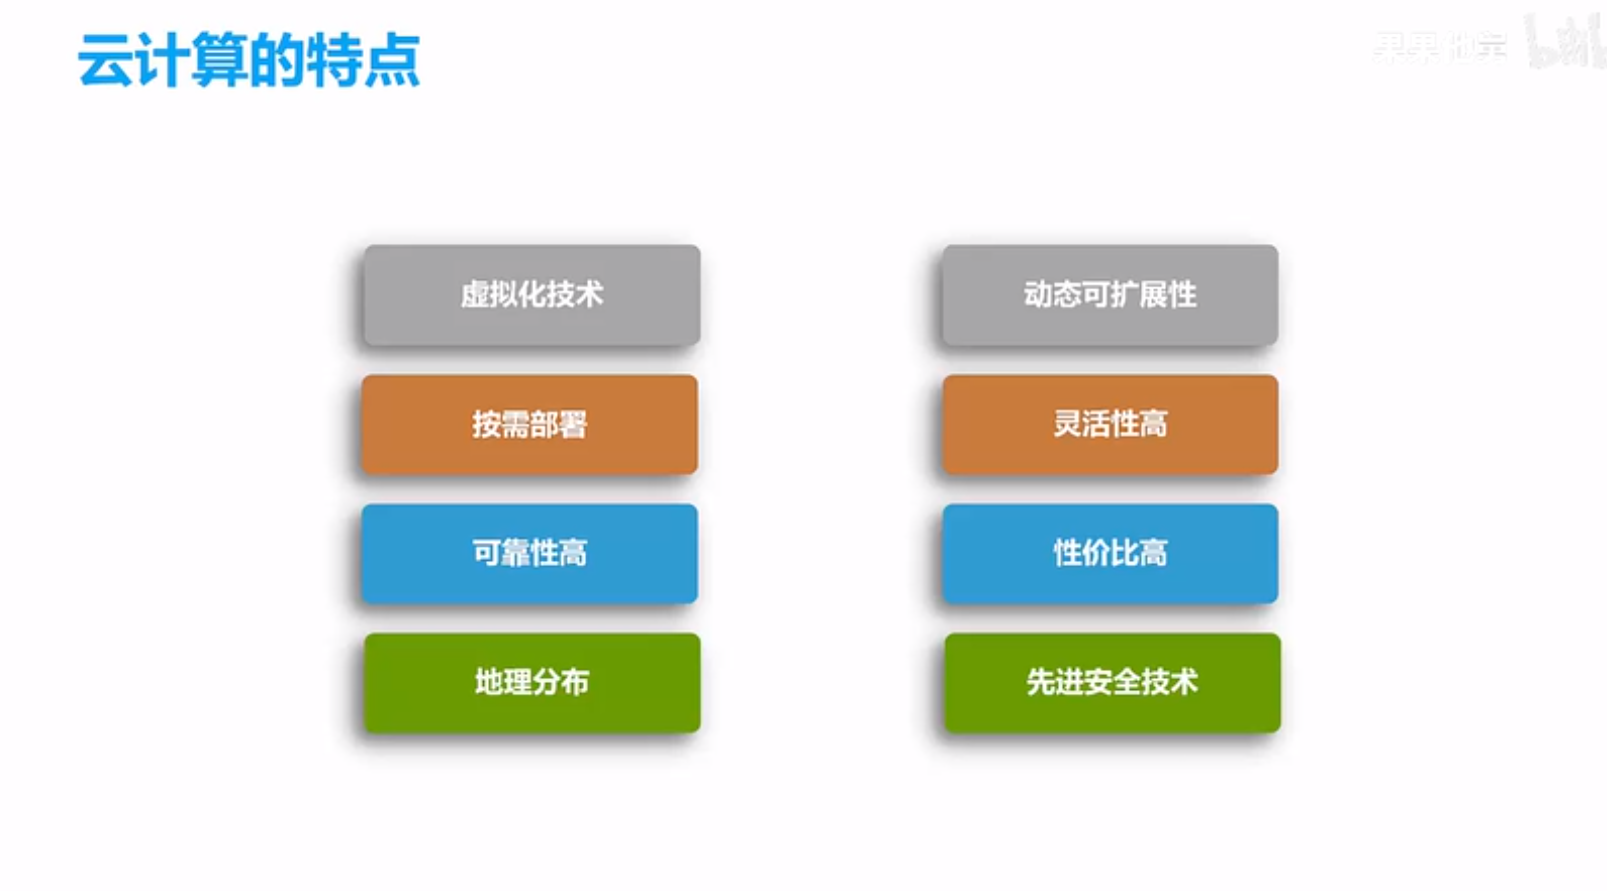 云计算的特点
虚拟化技术
动态可扩展性
按需部署
灵活性高
可靠性高
性价比高
地理分布
先进安全技术